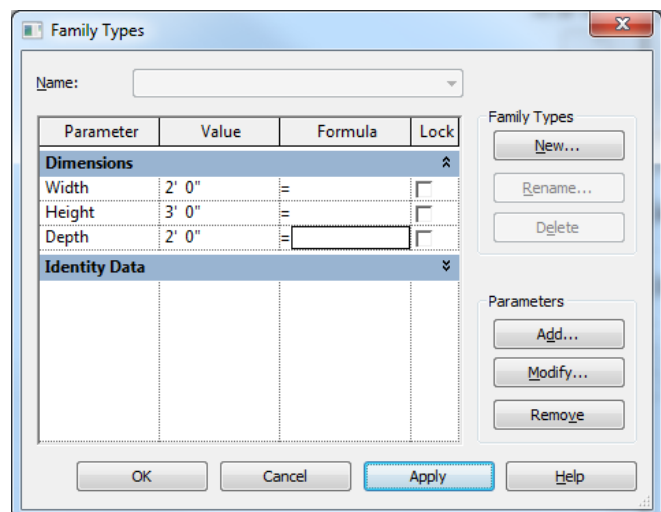 Family Types
Name:
Parameter Value Formula Lock
Dimensions
Width 2' 0" =
Height 3' 0" =
Depth 2' 0" =
Identity Data
Family Types
New...
Rename...
Delete
Parameters
Add...
Modify...
Remove
OK Cancel Apply Help